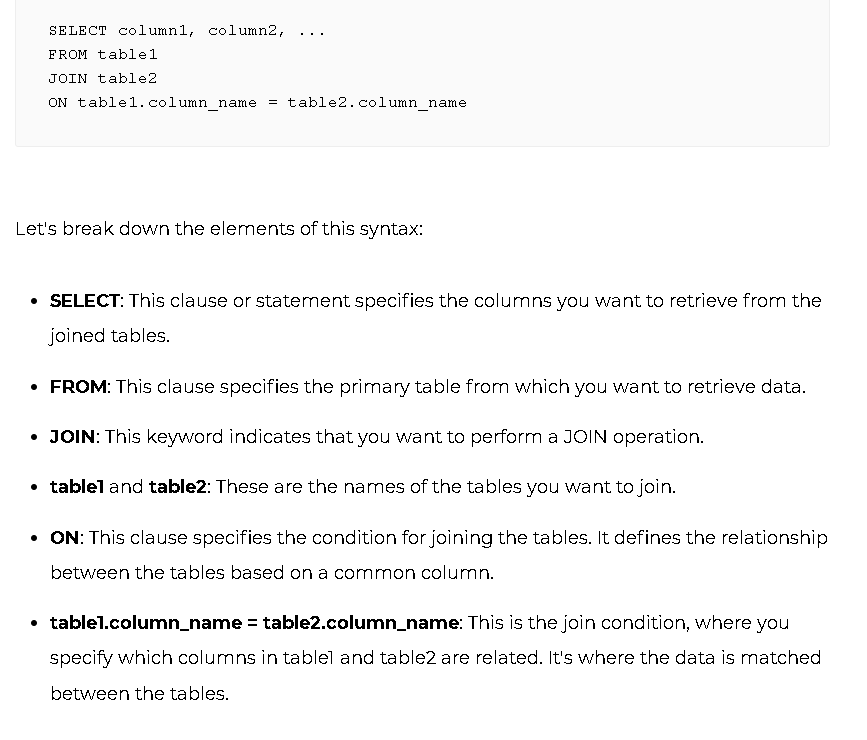 SELECT column1, column2, ...
FROM table1
JOIN table2
ON table1.column_name = table2.column_name
Let's break down the elements of this syntax:
• SELECT: This clause or statement specifies the columns you want to retrieve from the
joined tables.
• FROM: This clause specifies the primary table from which you want to retrieve data.
• JOIN: This keyword indicates that you want to perform a JOIN operation.
• table1 and table2: These are the names of the tables you want to join.
• ON: This clause specifies the condition for joining the tables. It defines the relationship
between the tables based on a common column.
• table1.column_name = table2.column_name: This is the join condition, where you
specify which columns in table1 and table2 are related. It's where the data is matched
between the tables.